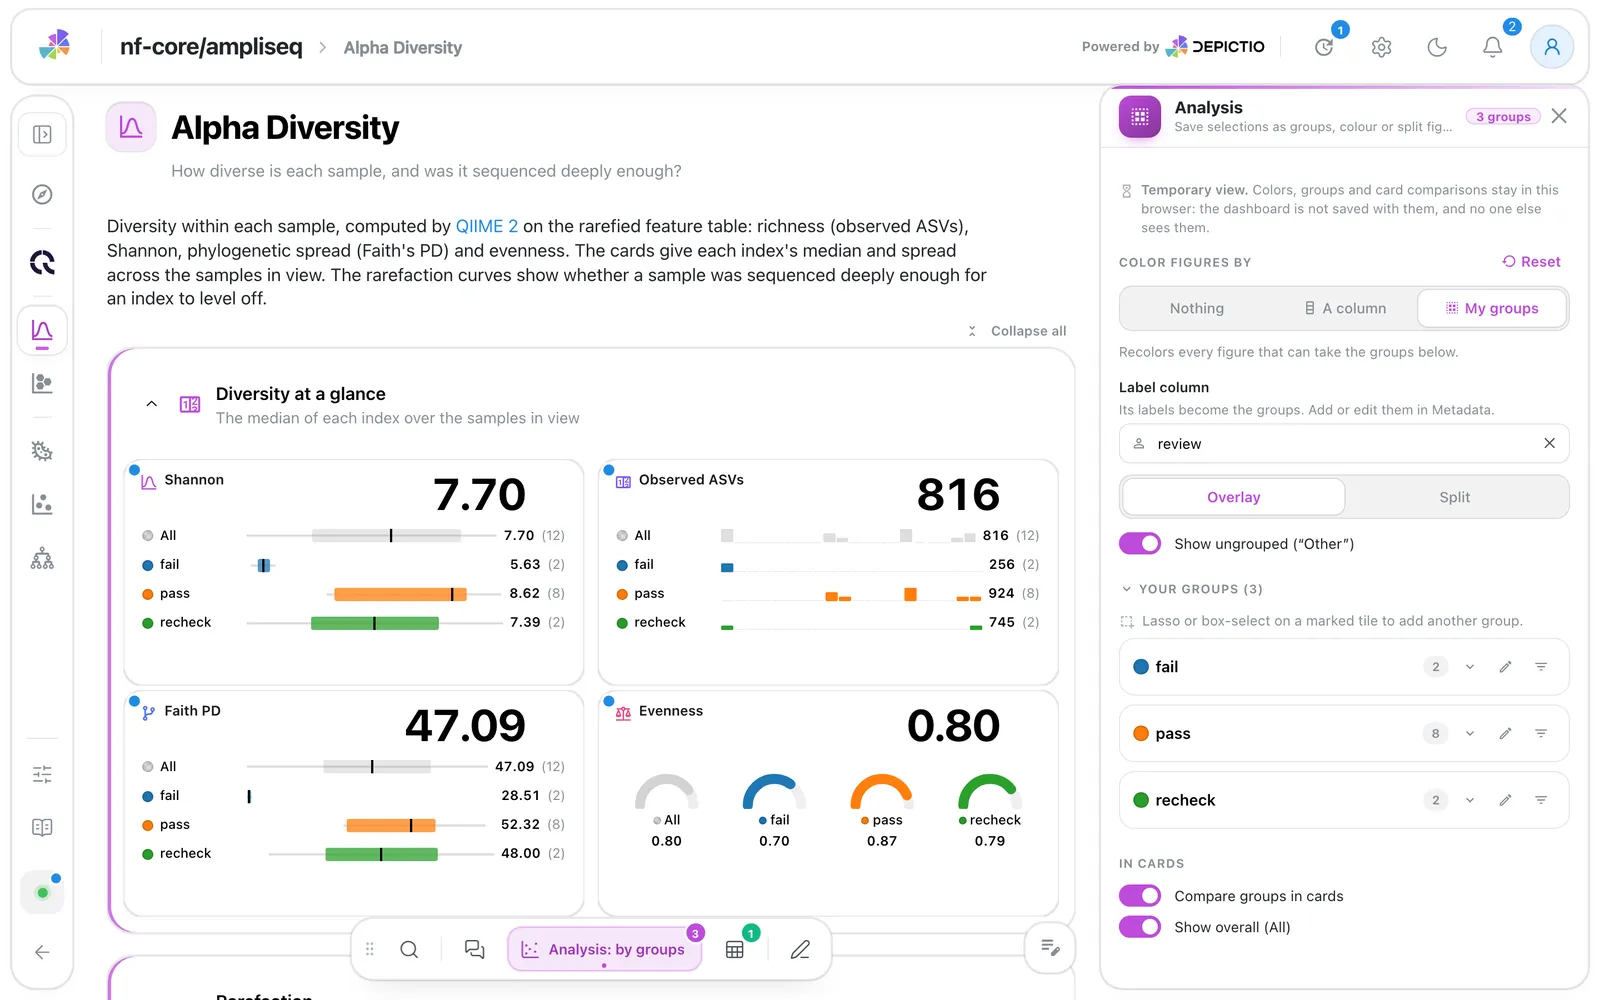 nf-core/ampliseq
Alpha Diversity
Powered by DEPICTIO
1
2
Alpha Diversity
How diverse is each sample, and was it sequenced deeply enough?
Diversity within each sample, computed by QIIME 2 on the rarefied feature table: richness (observed ASVs),
Shannon, phylogenetic spread (Faith's PD) and evenness. The cards give each index's median and spread
across the samples in view. The rarefaction curves show whether a sample was sequenced deeply enough for
an index to level off.
Collapse all
Diversity at a glance
The median of each index over the samples in view
Shannon
7.70
All 7.70 (12)
fail 5.63 (2)
pass 8.62 (8)
recheck 7.39 (2)
Observed ASVs
816
All 816 (12)
fail 256 (2)
pass 924 (8)
recheck 745 (2)
Faith PD
47.09
All 47.09 (12)
fail 28.51 (2)
pass 52.32 (8)
recheck 48.00 (2)
Evenness
0.80
All fail pass recheck
0.80 0.70 0.87 0.79
Analysis: by groups
3
1
Rarefaction
Analysis
Save selections as groups, colour or split fig...
3 groups
Temporary view. Colors, groups and card comparisons stay in this
browser: the dashboard is not saved with them, and no one else
sees them.
COLOR FIGURES BY
Reset
Nothing
A column
My groups
Recolors every figure that can take the groups below.
Label column
Its labels become the groups. Add or edit them in Metadata.
review
Overlay
Split
Show ungrouped (“Other”)
YOUR GROUPS (3)
Lasso or box-select on a marked tile to add another group.
fail 2
pass 8
recheck 2
IN CARDS
Compare groups in cards
Show overall (All)